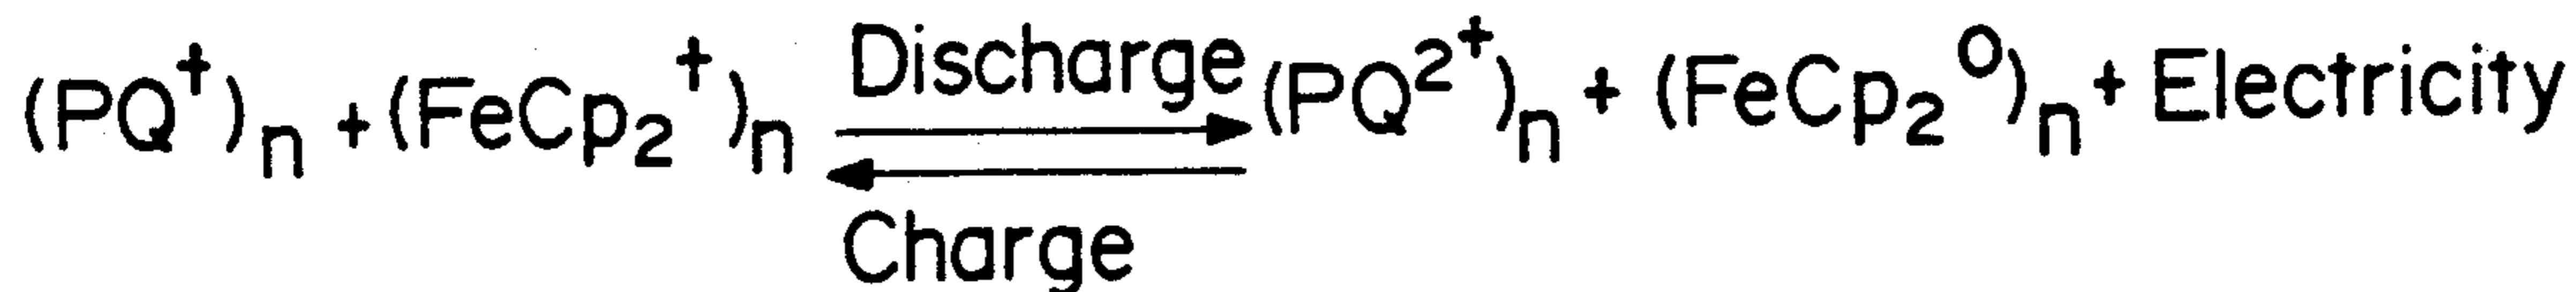 Discharge
(PQ⁺)ₙ + (FeCp₂⁺)ₙ ⇌ (PQ²⁺)ₙ + (FeCp₂⁰)ₙ + Electricity
Charge